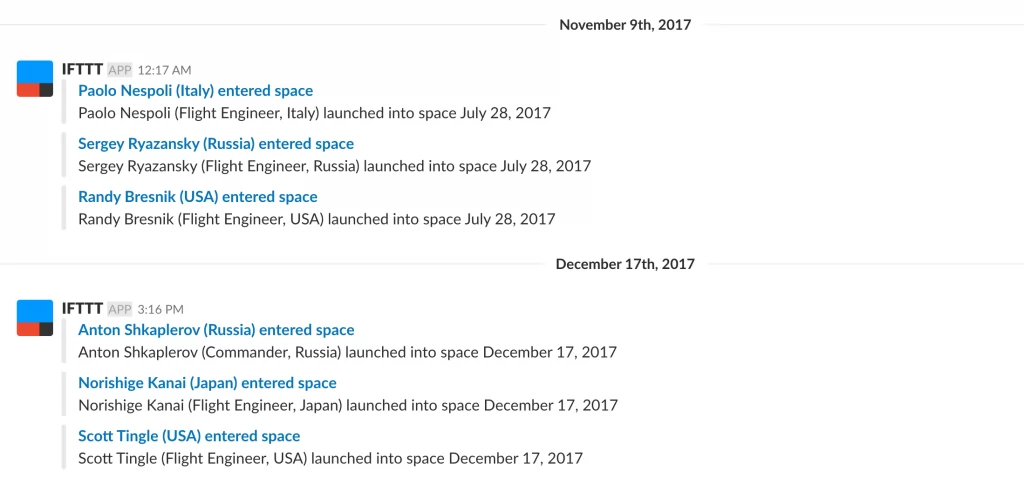 November 9th, 2017
IFTTT APP 12:17 AM
Paolo Nespoli (Italy) entered space
Paolo Nespoli (Flight Engineer, Italy) launched into space July 28, 2017
Sergey Ryazansky (Russia) entered space
Sergey Ryazansky (Flight Engineer, Russia) launched into space July 28, 2017
Randy Bresnik (USA) entered space
Randy Bresnik (Flight Engineer, USA) launched into space July 28, 2017
December 17th, 2017
IFTTT APP 3:16 PM
Anton Shkaplerov (Russia) entered space
Anton Shkaplerov (Commander, Russia) launched into space December 17, 2017
Norishige Kanai (Japan) entered space
Norishige Kanai (Flight Engineer, Japan) launched into space December 17, 2017
Scott Tingle (USA) entered space
Scott Tingle (Flight Engineer, USA) launched into space December 17, 2017